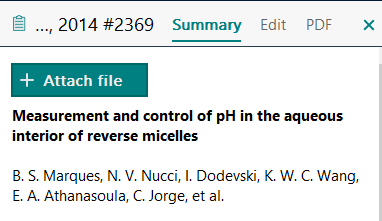 ..., 2014 #2369 Summary Edit PDF ×
+ Attach file
Measurement and control of pH in the aqueous
interior of reverse micelles
B. S. Marques, N. V. Nucci, I. Dodevski, K. W. C. Wang,
E. A. Athanasoula, C. Jorge, et al.